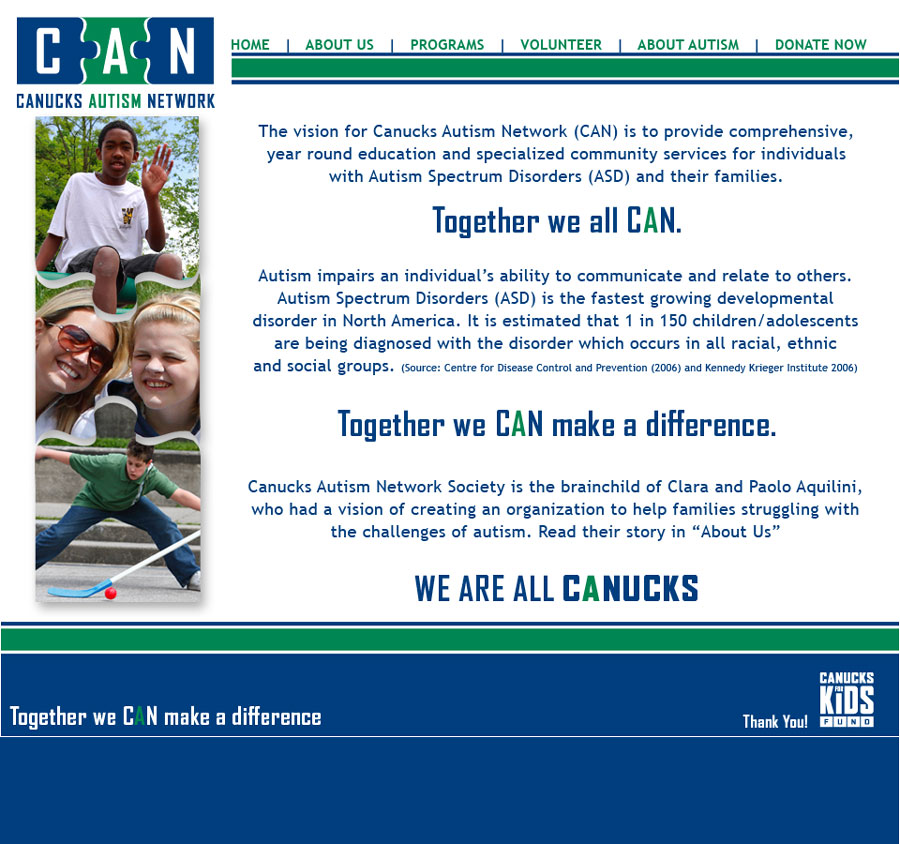 CAN
CANUCKS AUTISM NETWORK
HOME | ABOUT US | PROGRAMS | VOLUNTEER | ABOUT AUTISM | DONATE NOW
The vision for Canucks Autism Network (CAN) is to provide comprehensive,
year round education and specialized community services for individuals
with Autism Spectrum Disorders (ASD) and their families.
Together we all CAN.
Autism impairs an individual’s ability to communicate and relate to others.
Autism Spectrum Disorders (ASD) is the fastest growing developmental
disorder in North America. It is estimated that 1 in 150 children/adolescents
are being diagnosed with the disorder which occurs in all racial, ethnic
and social groups. (Source: Centre for Disease Control and Prevention (2006) and Kennedy Krieger Institute 2006)
Together we CAN make a difference.
Canucks Autism Network Society is the brainchild of Clara and Paolo Aquilini,
who had a vision of creating an organization to help families struggling with
the challenges of autism. Read their story in “About Us”
WE ARE ALL CANUCKS
Together we CAN make a difference
Thank You!
CANUCKS
FOR
KIDS
FUND